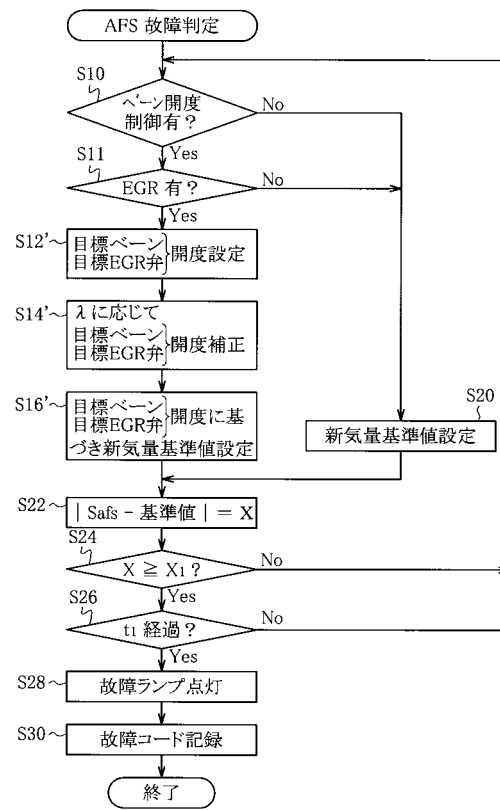 AFS 故障判定
S10
ベーン開度
制御有?
No
Yes
S11
EGR 有?
No
Yes
S12'
目標ベーン
目標EGR弁
開度設定
S14'
λに応じて
目標ベーン
目標EGR弁
開度補正
S16'
目標ベーン
目標EGR弁
開度に基
づき新気量基準値設定
S20
新気量基準値設定
S22
| Safs - 基準値 | = X
S24
X ≧ X1 ?
No
Yes
S26
t1 経過?
No
Yes
S28
故障ランプ点灯
S30
故障コード記録
終了